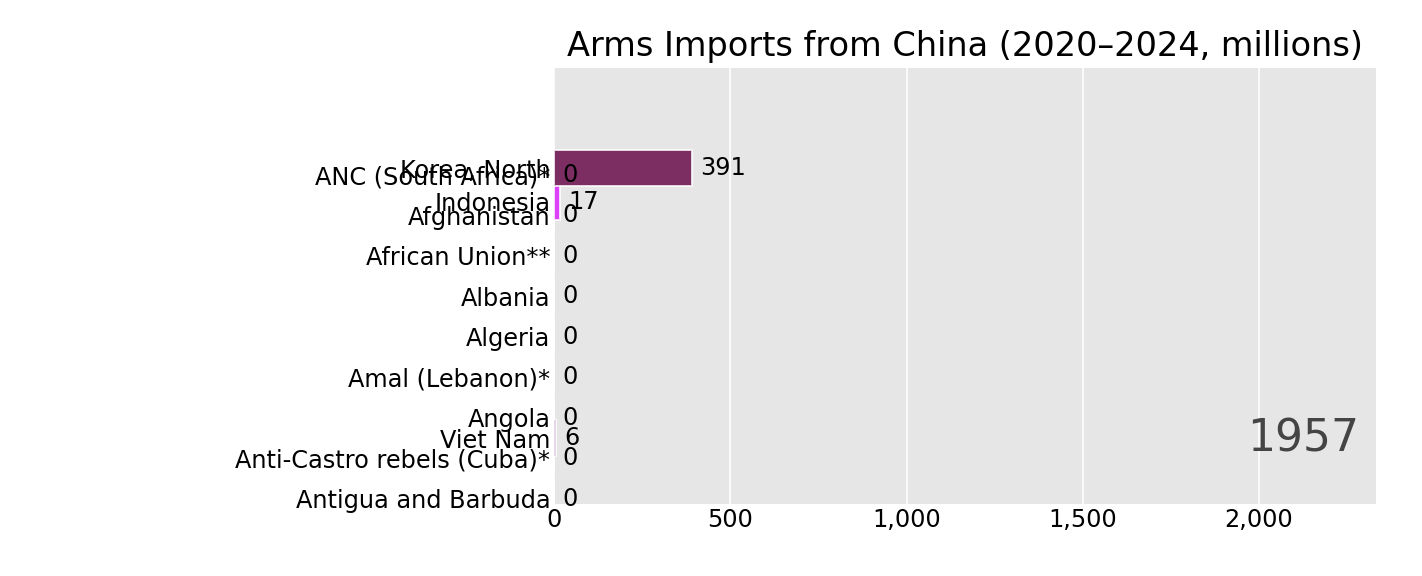 Arms Imports from China (2020–2024, millions)
Korea, North 391
ANC (South Africa)* 0
Indonesia 17
Afghanistan 0
African Union** 0
Albania 0
Algeria 0
Amal (Lebanon)* 0
Angola 0
Viet Nam 6
1957
Anti-Castro rebels (Cuba)* 0
Antigua and Barbuda 0
0 500 1,000 1,500 2,000